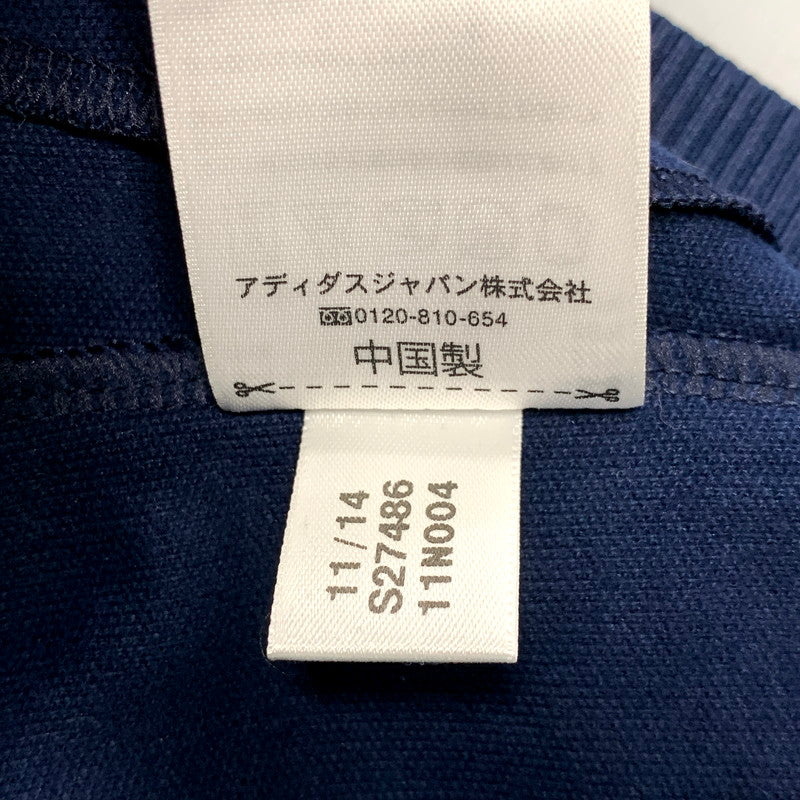 アディダスジャパン株式会社
0120-810-654
中国製
11/14
S27486
11N004